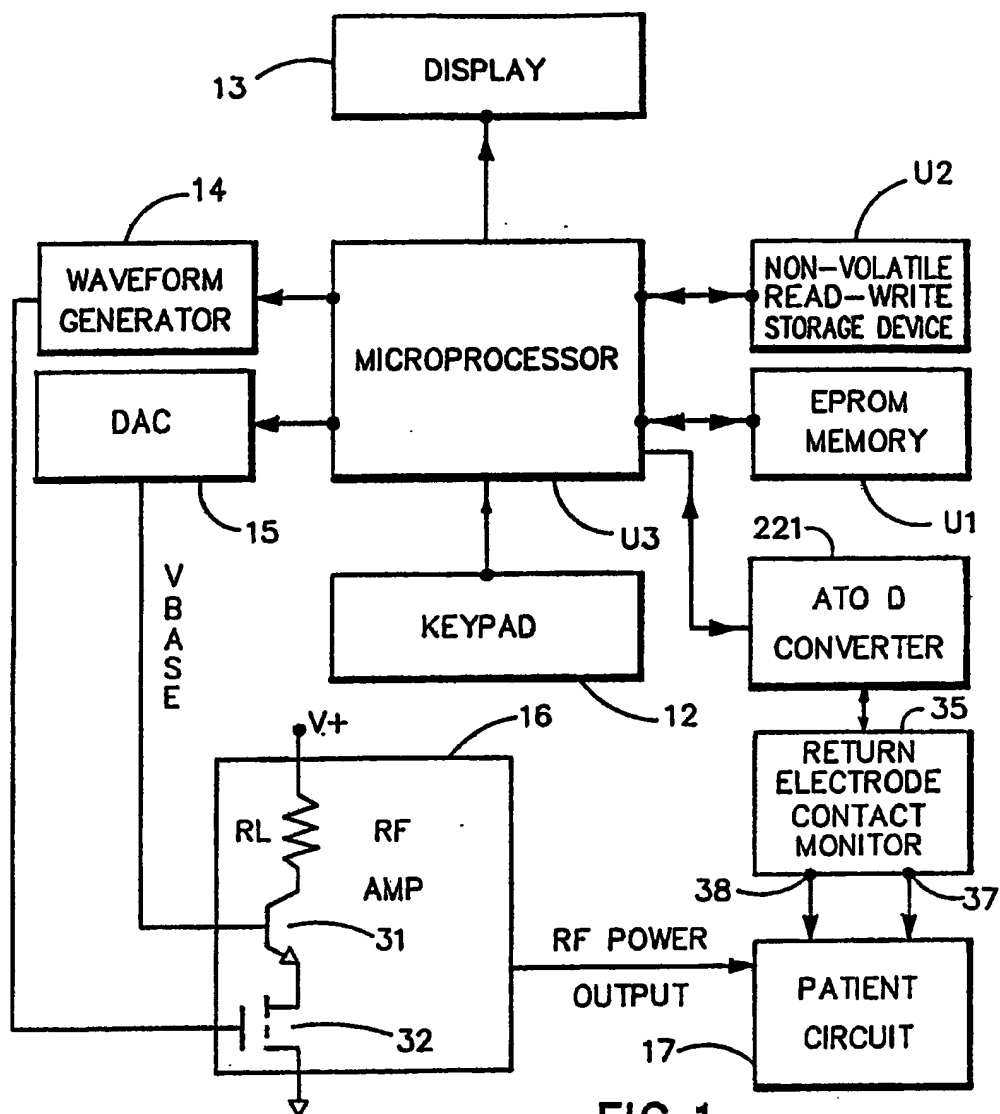 DISPLAY
13
14
U2
WAVEFORM
GENERATOR
NON-VOLATILE
READ-WRITE
STORAGE DEVICE
MICROPROCESSOR
DAC
EPROM
MEMORY
15
U3
U1
221
VBASE
KEYPAD
ATO D
CONVERTER
12
V+
16
35
RETURN
ELECTRODE
CONTACT
MONITOR
RL
RF
AMP
38
37
31
RF POWER
OUTPUT
PATIENT
CIRCUIT
32
17
FIG. 1